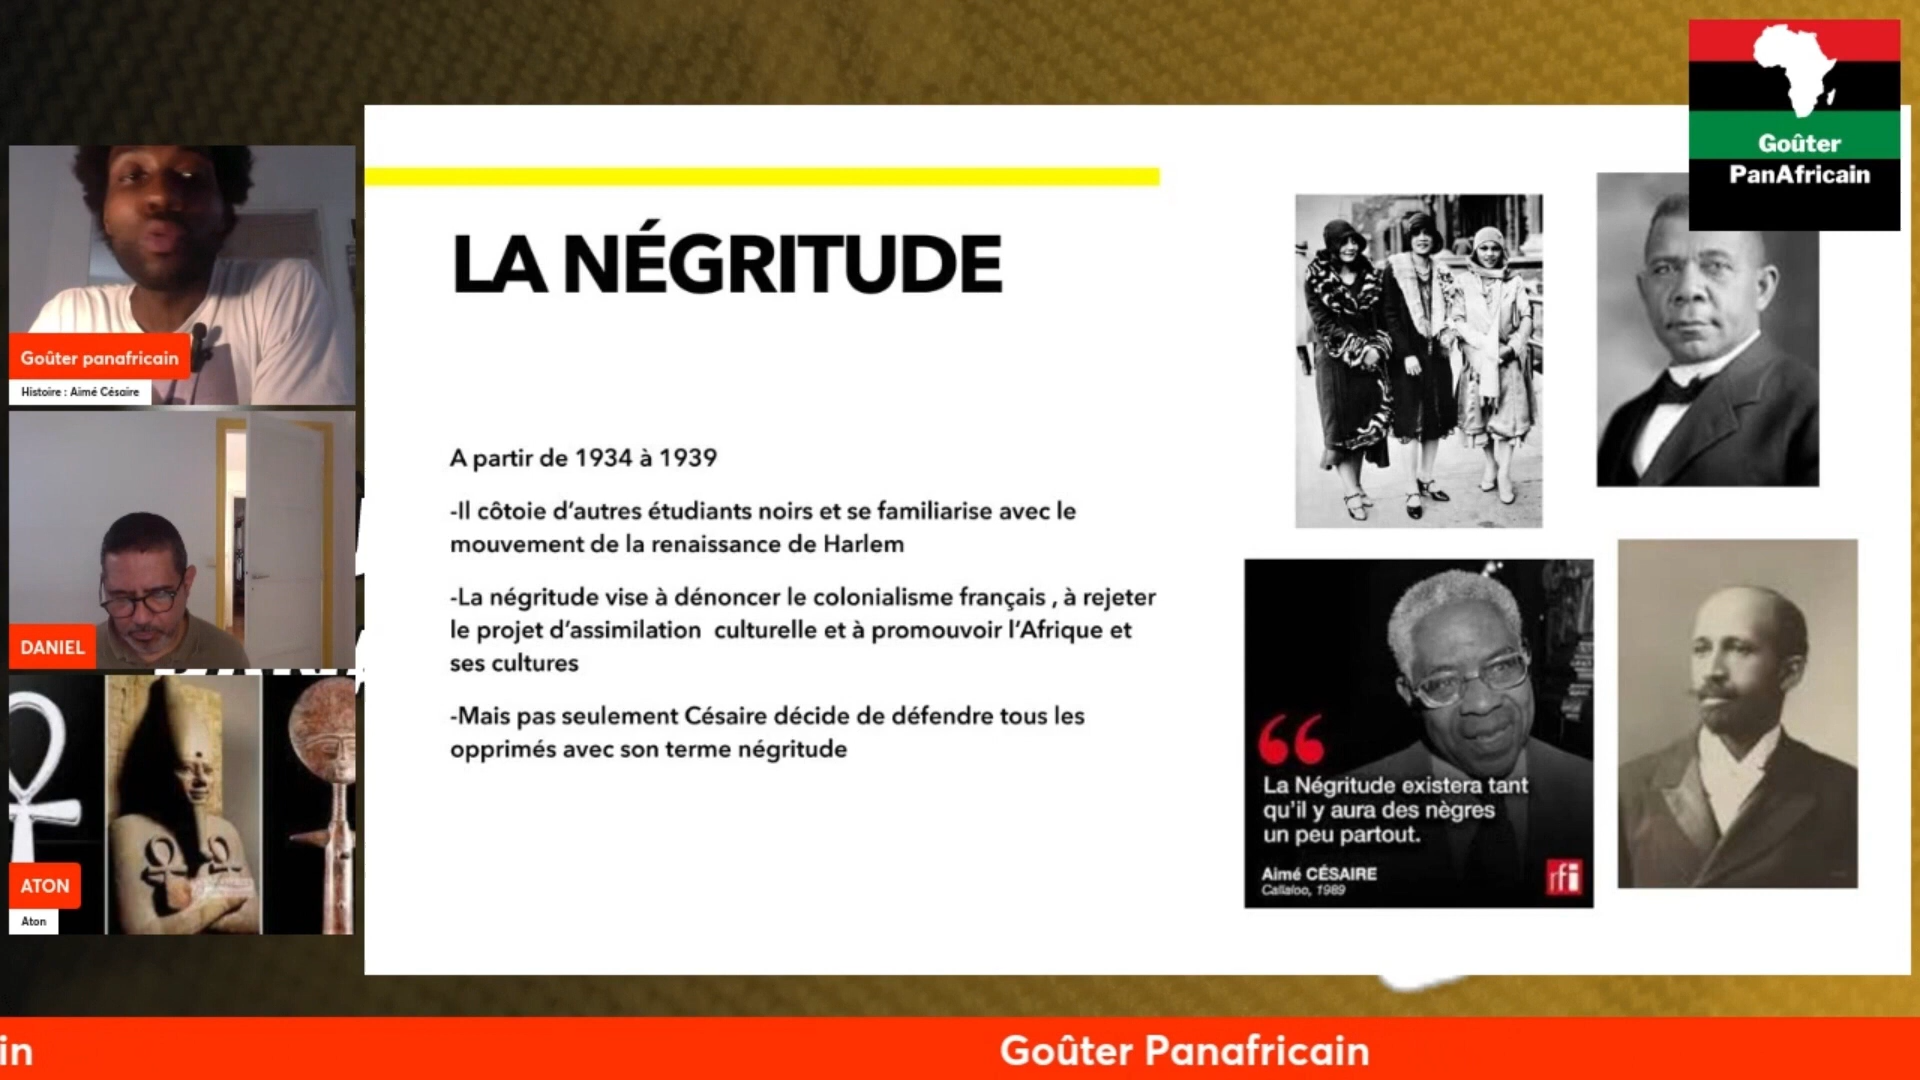 Goûter
PanAfricain
LA NÉGRITUDE
A partir de 1934 à 1939
-Il côtoie d'autres étudiants noirs et se familiarise avec le
mouvement de la renaissance de Harlem
-La négritude vise à dénoncer le colonialisme français , à rejeter
le projet d'assimilation culturelle et à promouvoir l'Afrique et
ses cultures
-Mais pas seulement Césaire décide de défendre tous les
opprimés avec son terme négritude
La Négritude existera tant
qu'il y aura des nègres
un peu partout.
Aimé CÉSAIRE
Callaloo, 1989
rfi
Goûter panafricain
Histoire : Aimé Césaire
DANIEL
ATON
Aton
in
Goûter Panafricain